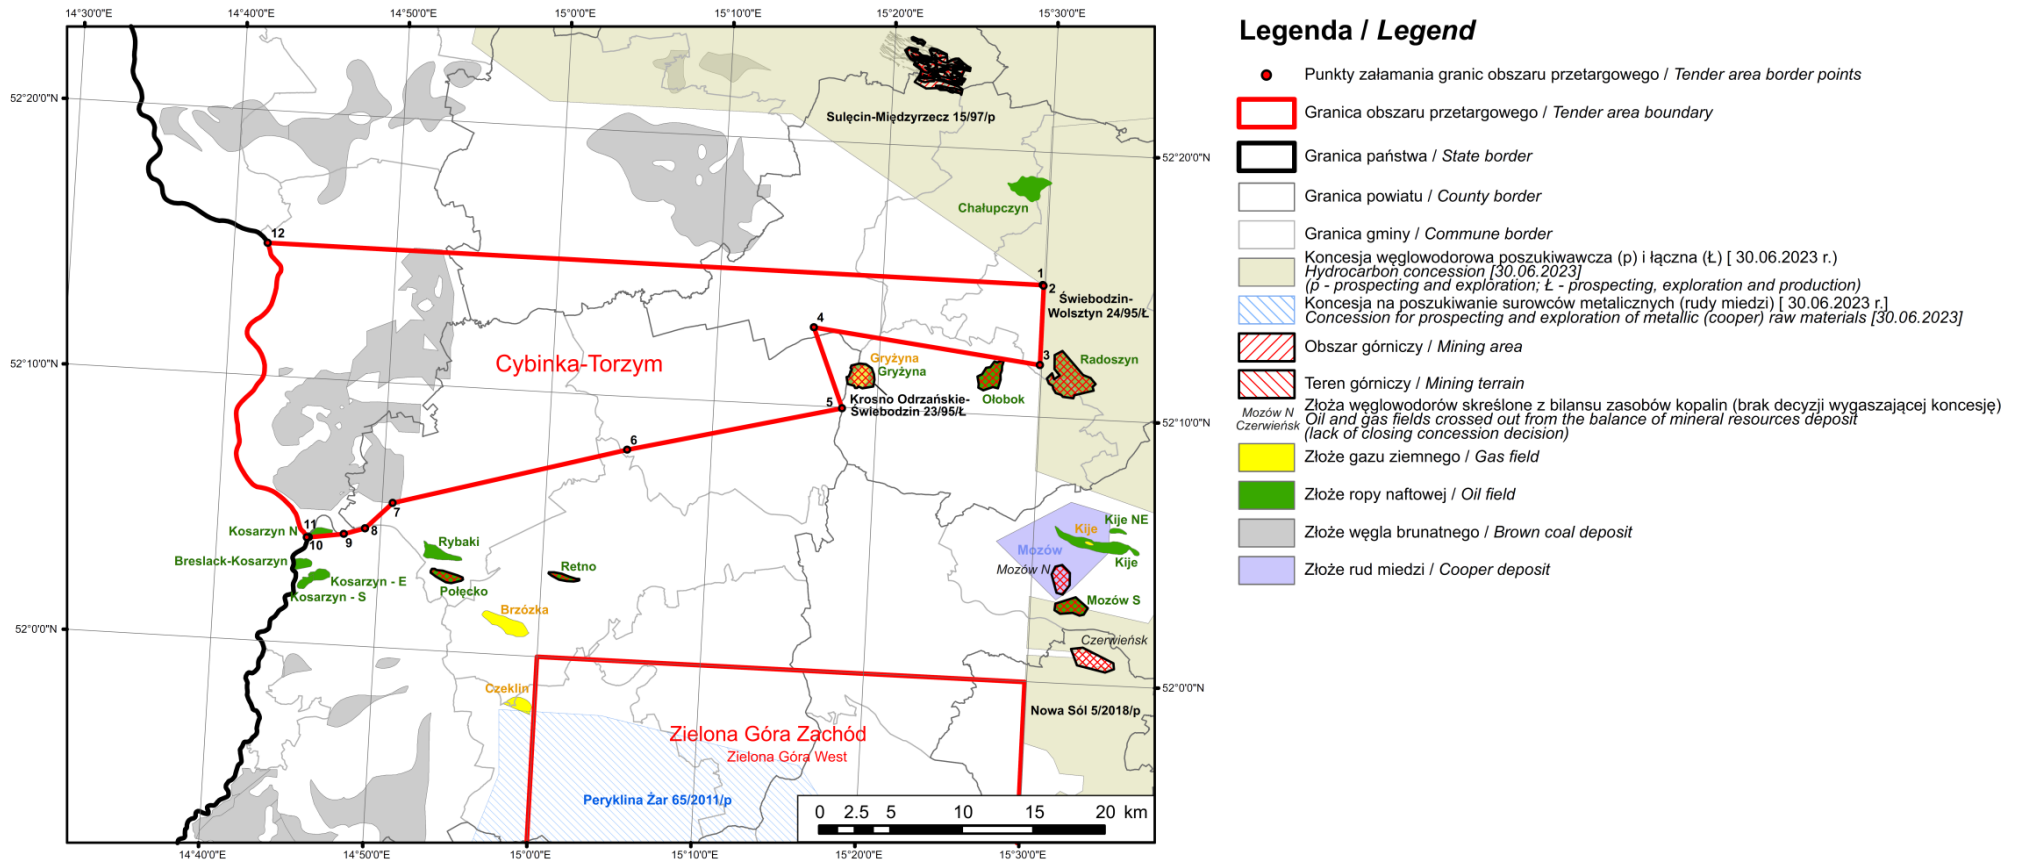 14°30'0"E 14°40'0"E 14°50'0"E 15°0'0"E 15°10'0"E 15°20'0"E 15°30'0"E
52°20'0"N
52°10'0"N
52°0'0"N
52°20'0"N
52°10'0"N
52°0'0"N
14°40'0"E 14°50'0"E 15°0'0"E 15°10'0"E 15°20'0"E 15°30'0"E
Sulęcin-Międzyrzecz 15/97/p
Chałupczyn
12
1
2
Świebodzin-
Wolsztyn 24/95/Ł
4
3
Radoszyn
Gryżyna
Gryżyna
Ołobok
Cybinka-Torzym
5
Krosno Odrzańskie-
Świebodzin 23/95/Ł
6
7
8
9
10
11
Kosarzyn N
Breslack-Kosarzyn
Kosarzyn - E
Kosarzyn - S
Rybaki
Połęcko
Retno
Brzózka
Czeklin
Kije NE
Kije
Kije
Mozów
Mozów N
Mozów S
Czerwieńsk
Nowa Sól 5/2018/p
Zielona Góra Zachód
Zielona Góra West
Peryklina Żar 65/2011/p
0 2.5 5 10 15 20 km
Legenda / Legend
Punkty załamania granic obszaru przetargowego / Tender area border points
Granica obszaru przetargowego / Tender area boundary
Granica państwa / State border
Granica powiatu / County border
Granica gminy / Commune border
Koncesja węglowodorowa poszukiwawcza (p) i łączna (Ł) [ 30.06.2023 r.)
Hydrocarbon concession [30.06.2023]
(p - prospecting and exploration; Ł - prospecting, exploration and production)
Koncesja na poszukiwanie surowców metalicznych (rudy miedzi) [ 30.06.2023 r.]
Concession for prospecting and exploration of metallic (cooper) raw materials [30.06.2023]
Obszar górniczy / Mining area
Teren górniczy / Mining terrain
Mozów N
Czerwieńsk
Złoża węglowodorów skreślone z bilansu zasobów kopalin (brak decyzji wygaszającej koncesję)
Oil and gas fields crossed out from the balance of mineral resources deposit
(lack of closing concession decision)
Złoże gazu ziemnego / Gas field
Złoże ropy naftowej / Oil field
Złoże węgla brunatnego / Brown coal deposit
Złoże rud miedzi / Cooper deposit